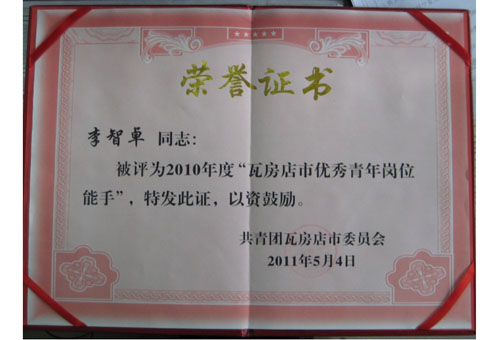 荣誉证书
李智卓 同志：
被评为2010年度“瓦房店市优秀青年岗位
能手”，特发此证，以资鼓励。
共青团瓦房店市委员会
2011年5月4日